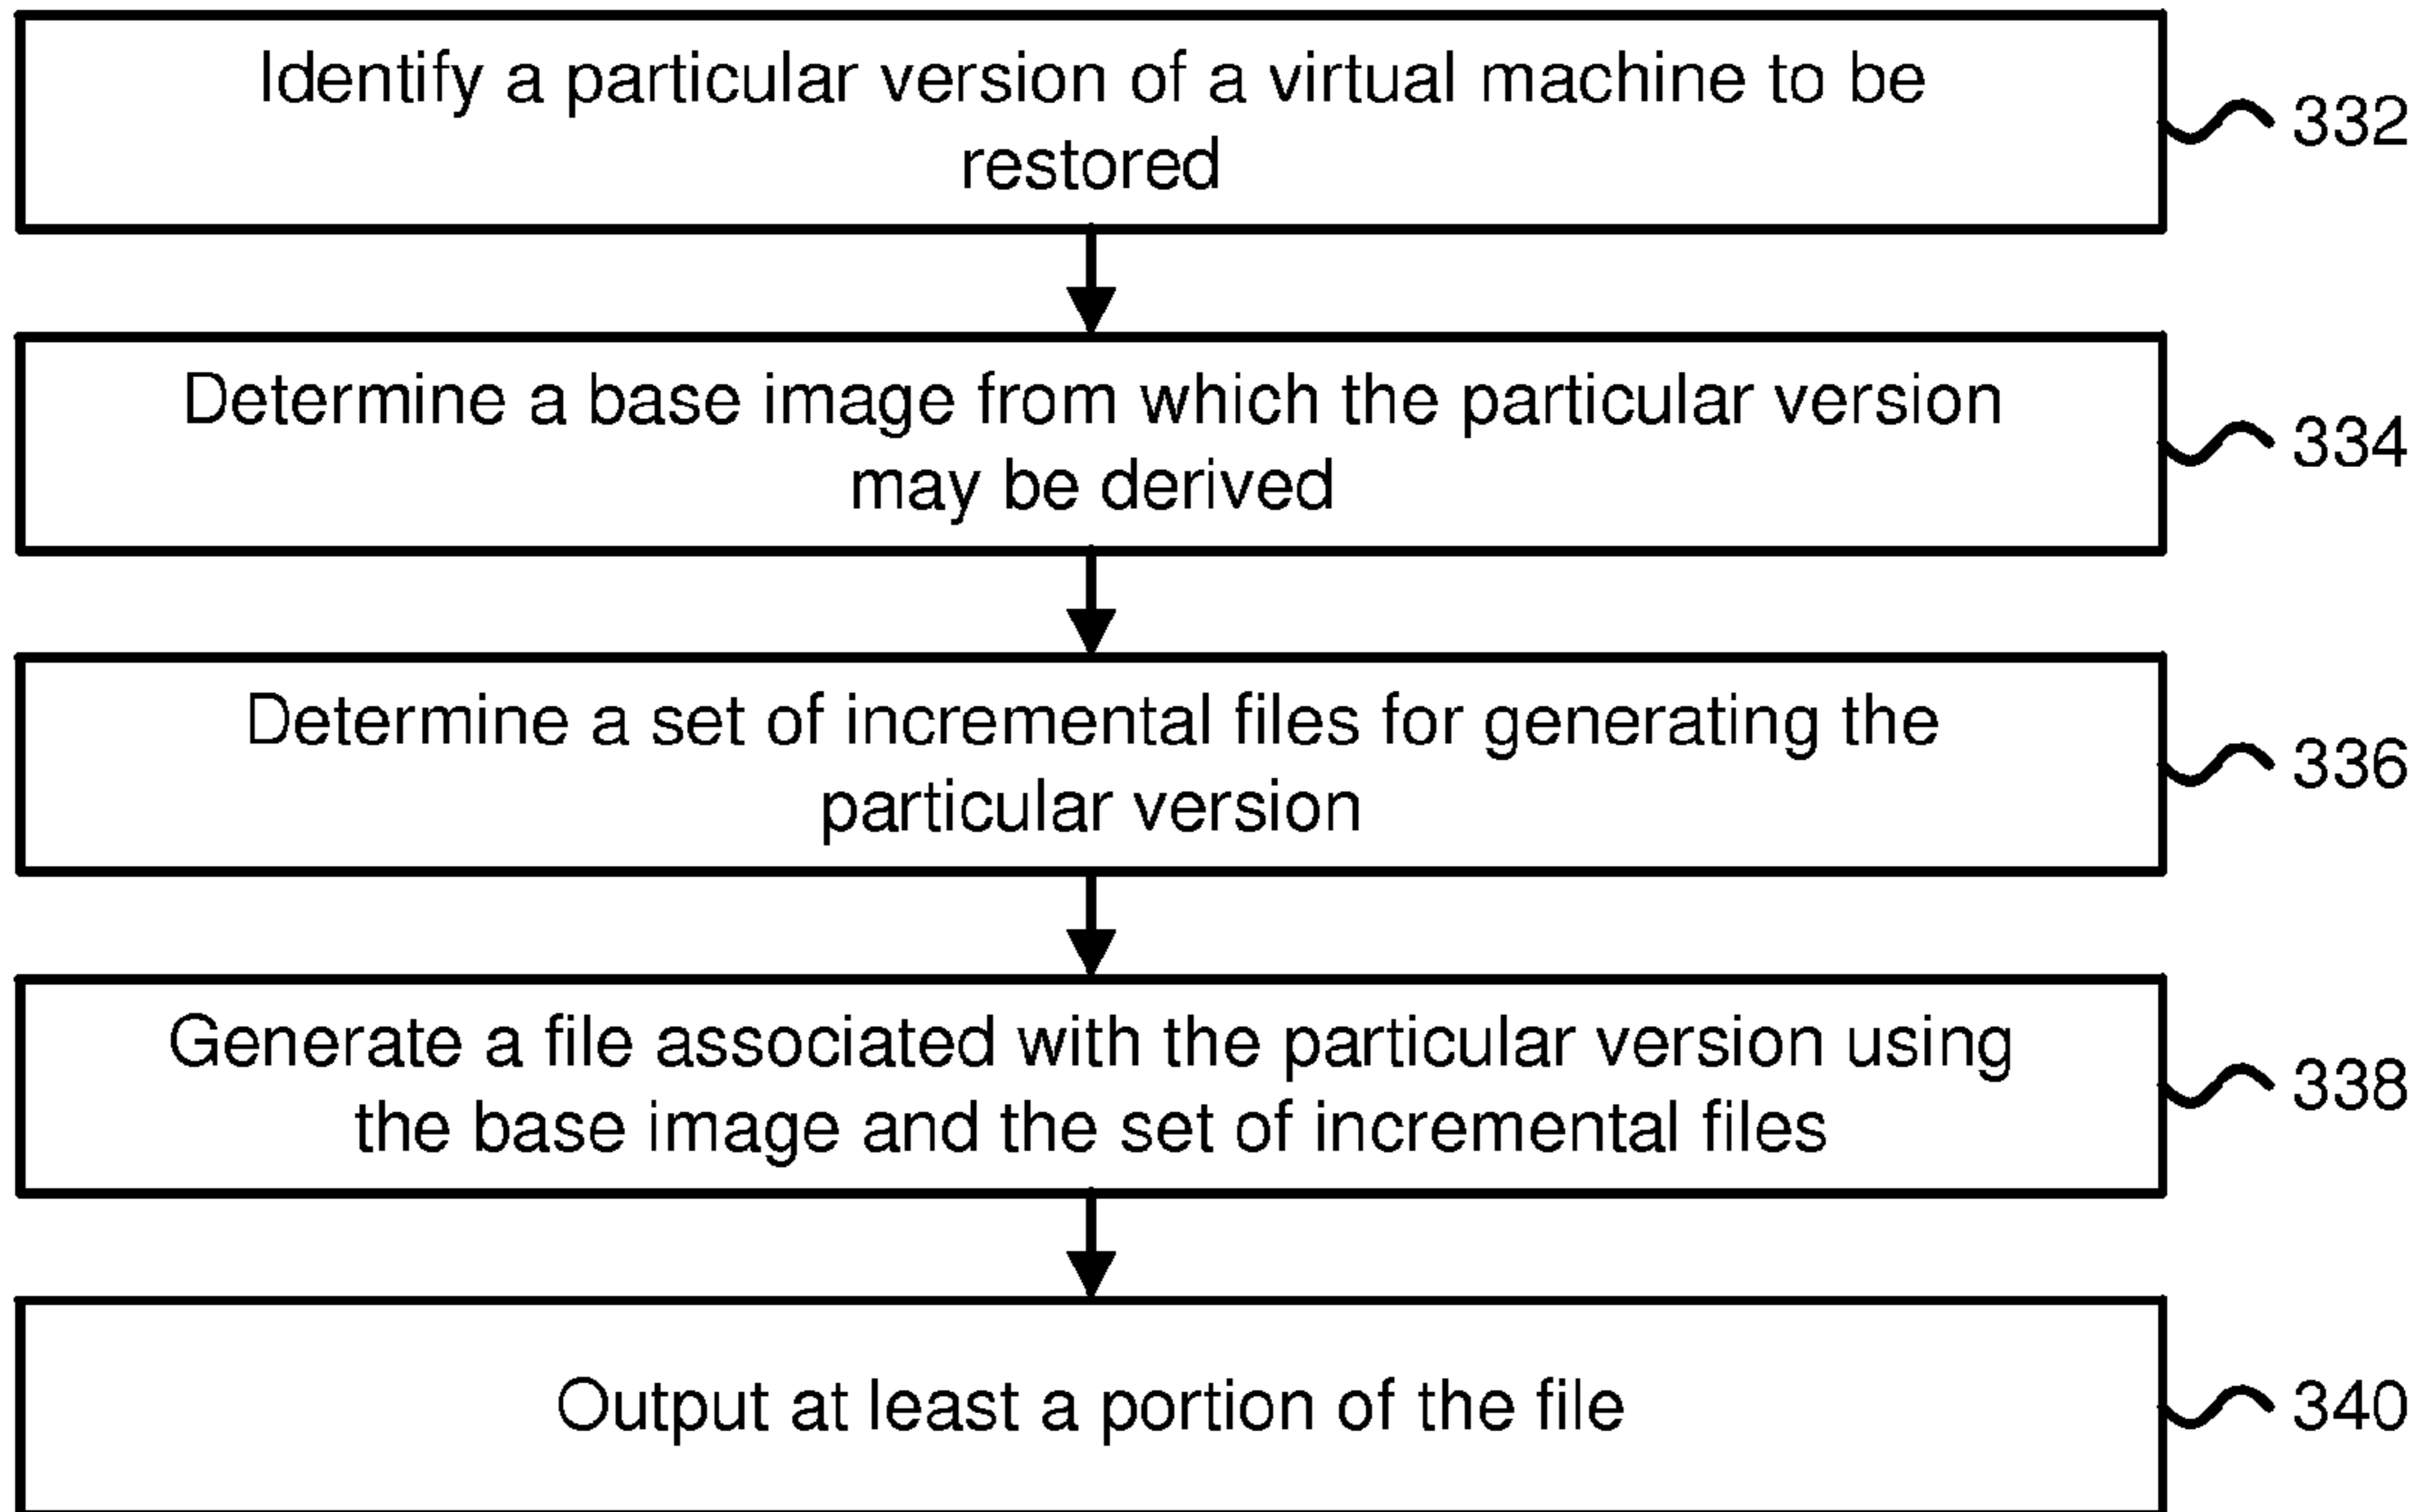 Identify a particular version of a virtual machine to be
restored
332
Determine a base image from which the particular version
may be derived
334
Determine a set of incremental files for generating the
particular version
336
Generate a file associated with the particular version using
the base image and the set of incremental files
338
Output at least a portion of the file
340